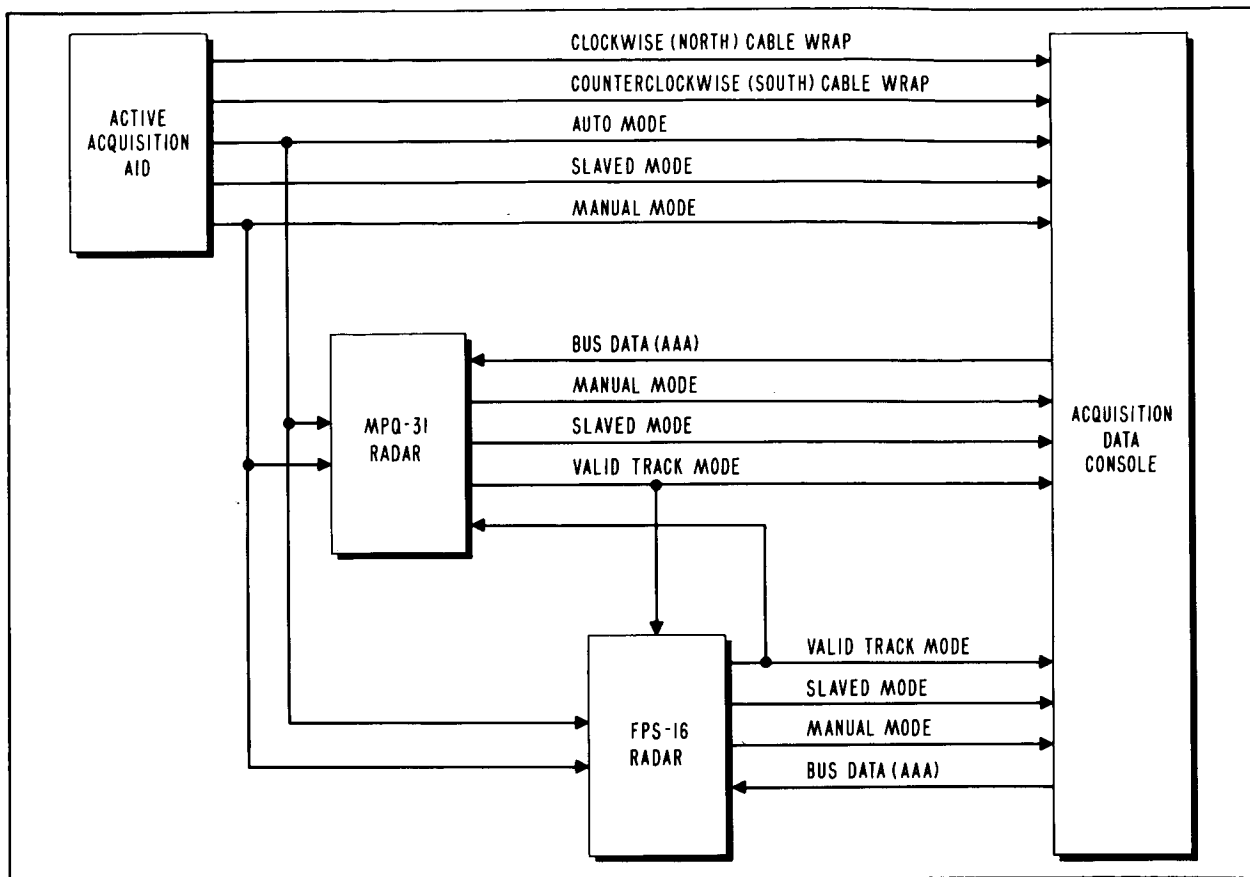 CLOCKWISE (NORTH) CABLE WRAP
COUNTERCLOCKWISE (SOUTH) CABLE WRAP
ACTIVE
ACQUISITION
AID
AUTO MODE
SLAVED MODE
MANUAL MODE
BUS DATA (AAA)
MANUAL MODE
MPQ-31
RADAR
SLAVED MODE
VALID TRACK MODE
ACQUISITION
DATA
CONSOLE
VALID TRACK MODE
SLAVED MODE
FPS-16
RADAR
MANUAL MODE
BUS DATA (AAA)